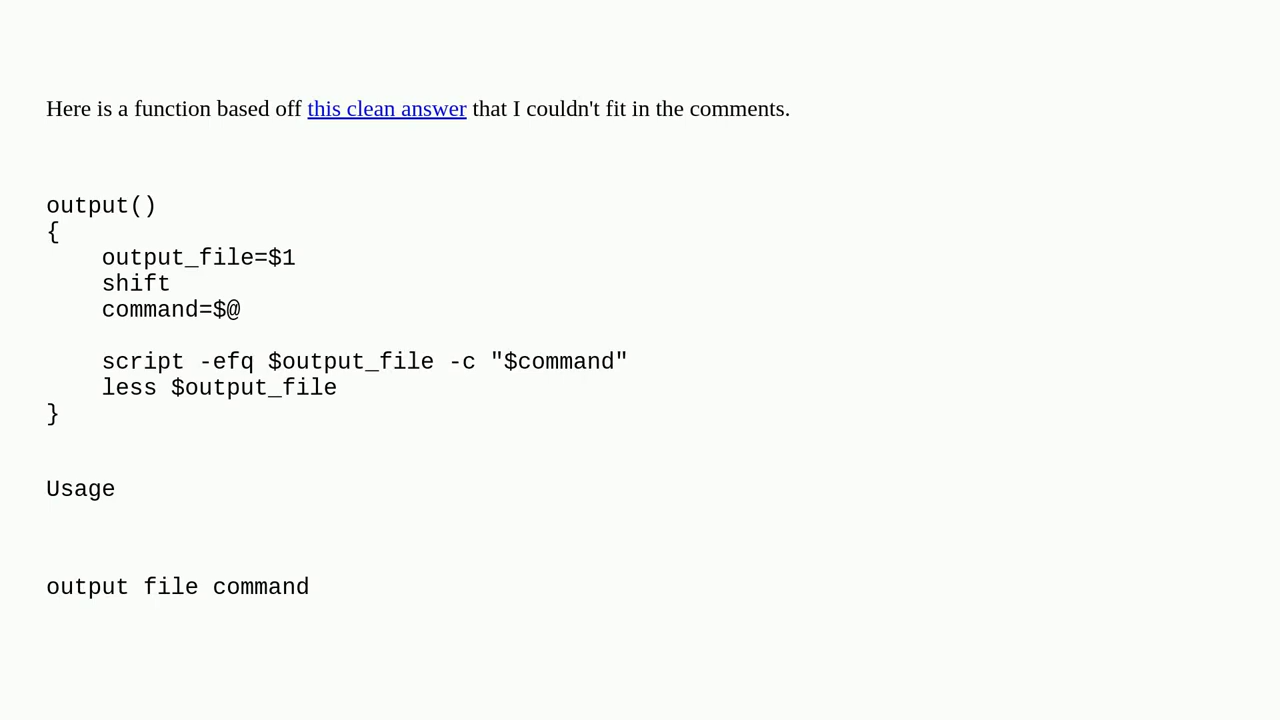 Here is a function based off this clean answer that I couldn't fit in the comments.
output()
{
    output_file=$1
    shift
    command=$@
    script -efq $output_file -c "$command"
    less $output_file
}
Usage
output file command